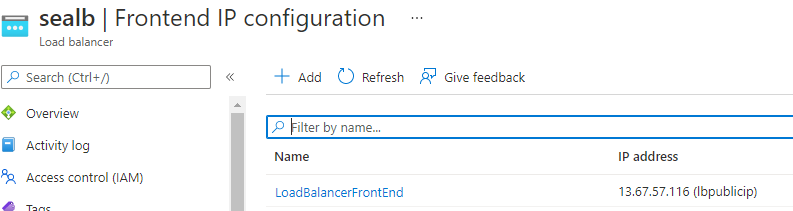 sealb | Frontend IP configuration ...
Load balancer
Search (Ctrl+/)
«
Add
Refresh
Give feedback
Overview
Activity log
Access control (IAM)
Tags
Filter by name...
Name
IP address
LoadBalancerFrontEnd
13.67.57.116 (lbpublicip)